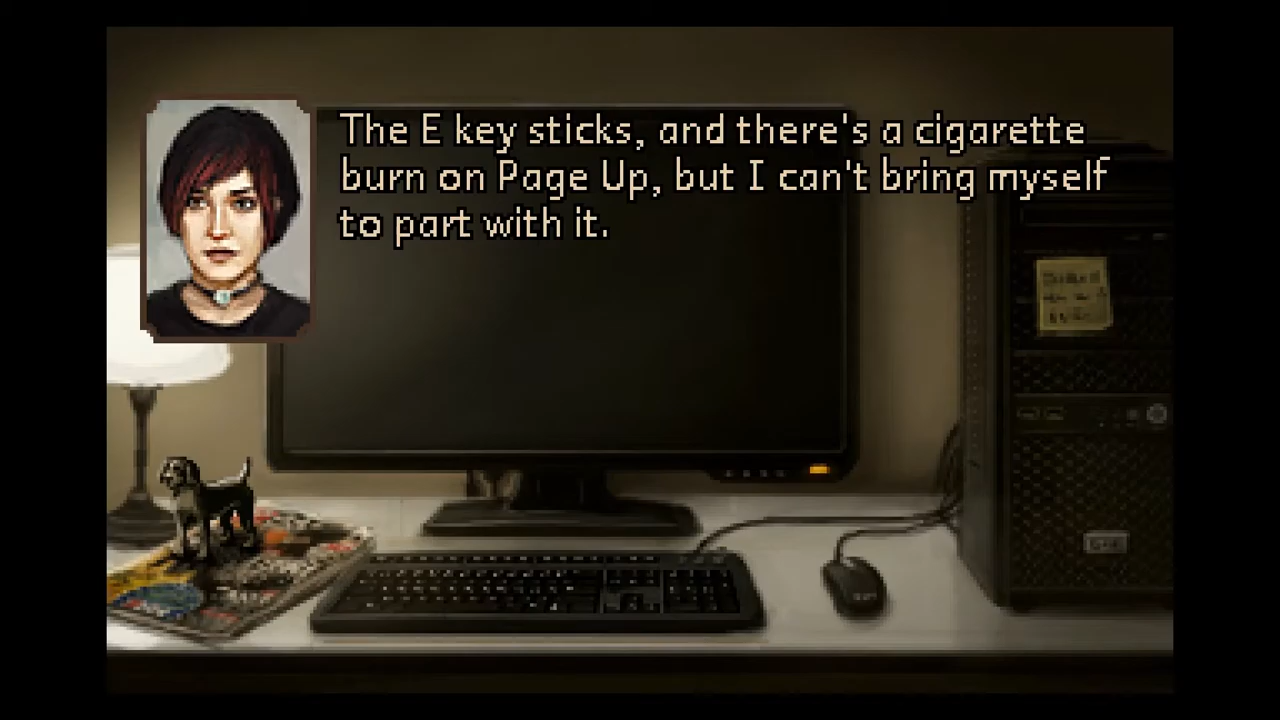 The E key sticks, and there's a cigarette
burn on Page Up, but I can't bring myself
to part with it.